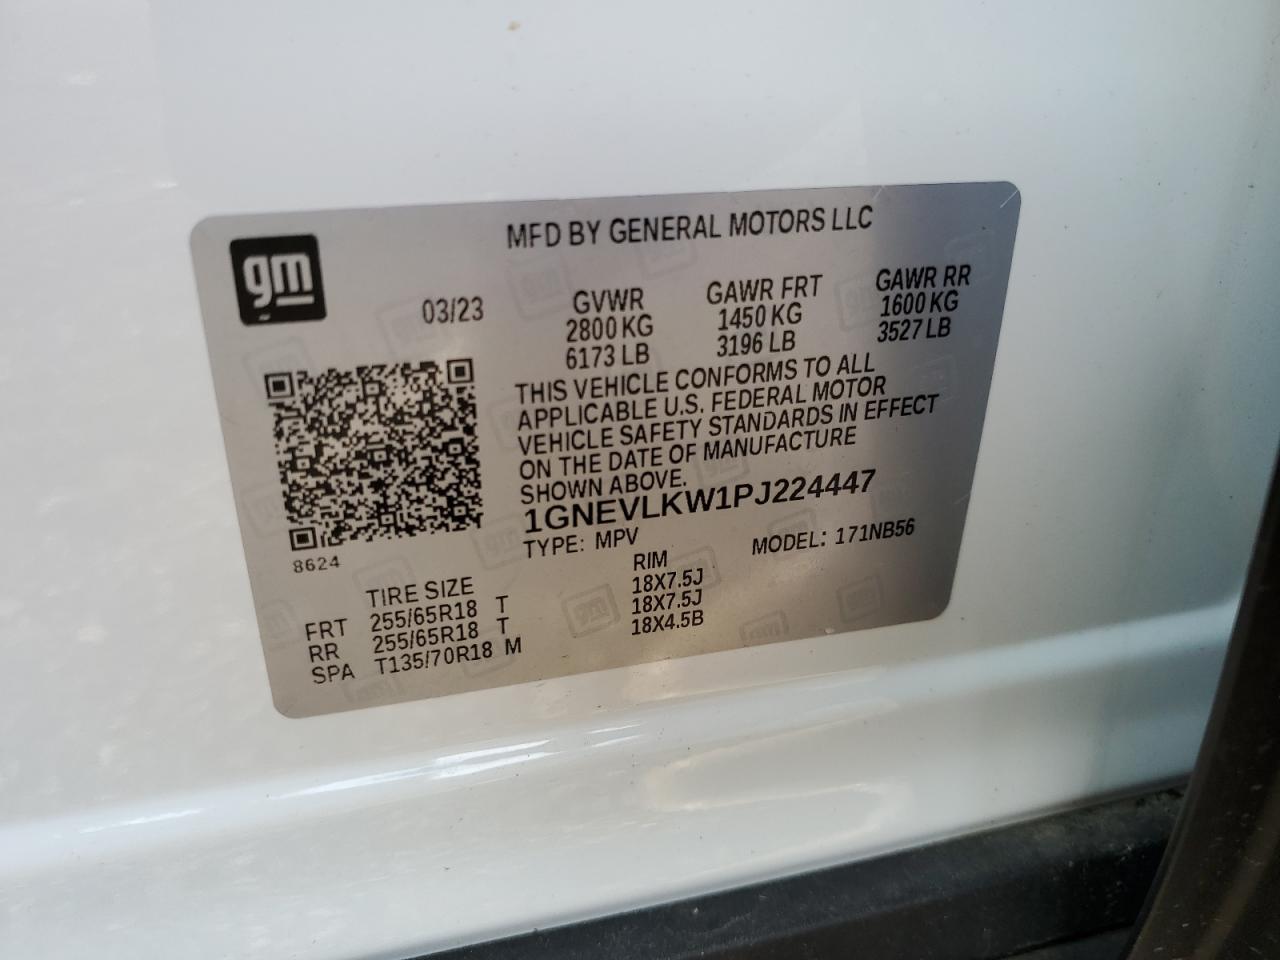 gm
MFD BY GENERAL MOTORS LLC
03/23
GVWR GAWR FRT GAWR RR
2800 KG 1450 KG 1600 KG
6173 LB 3196 LB 3527 LB
THIS VEHICLE CONFORMS TO ALL
APPLICABLE U.S. FEDERAL MOTOR
VEHICLE SAFETY STANDARDS IN EFFECT
ON THE DATE OF MANUFACTURE
SHOWN ABOVE.
1GNEVLKW1PJ224447
TYPE: MPV MODEL: 171NB56
8624
TIRE SIZE RIM
FRT 255/65R18 T 18X7.5J
RR 255/65R18 T 18X7.5J
SPA T135/70R18 M 18X4.5B